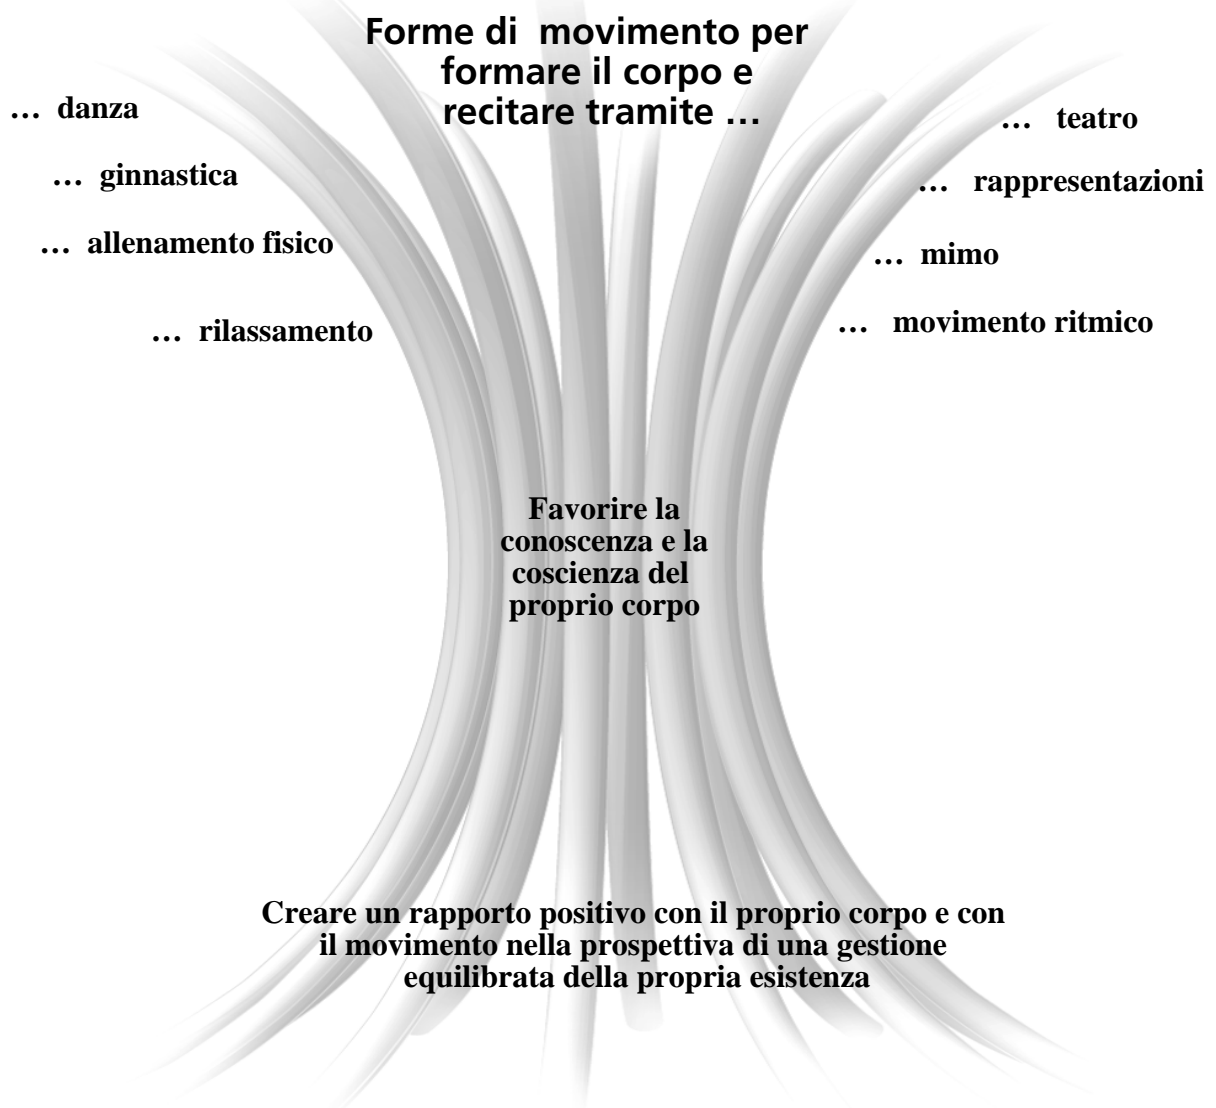 Forme di movimento per
formare il corpo e
recitare tramite …
… danza
… ginnastica
… allenamento fisico
… rilassamento
… teatro
… rappresentazioni
… mimo
… movimento ritmico
Favorire la
conoscenza e la
coscienza del
proprio corpo
Creare un rapporto positivo con il proprio corpo e con
il movimento nella prospettiva di una gestione
equilibrata della propria esistenza